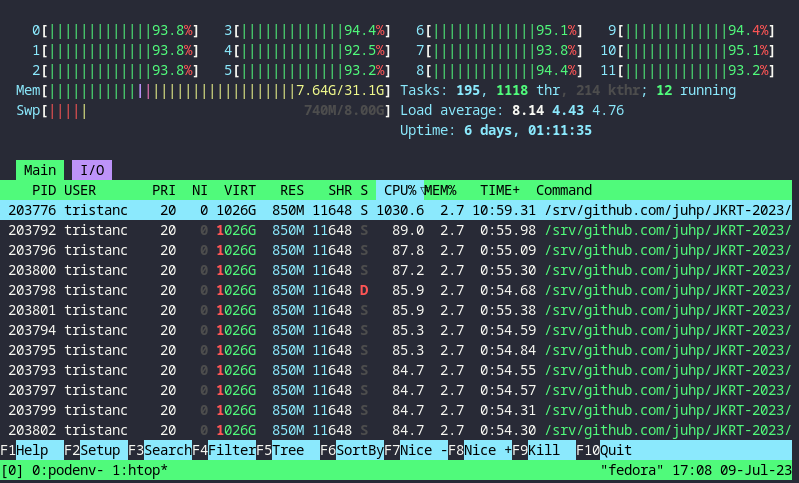 0[|||||||||||||93.8%] 3[|||||||||||||94.4%] 6[|||||||||||||95.1%] 9[|||||||||||||94.4%]
1[|||||||||||||93.8%] 4[|||||||||||||92.5%] 7[|||||||||||||93.8%] 10[|||||||||||||95.1%]
2[|||||||||||||93.8%] 5[|||||||||||||93.2%] 8[|||||||||||||94.4%] 11[|||||||||||||93.2%]
Mem[|||||||||||||||||||||||||||||||7.64G/31.1G] Tasks: 195, 1118 thr, 214 kthr; 12 running
Swp[||||| 740M/8.00G] Load average: 8.14 4.43 4.76
Uptime: 6 days, 01:11:35
Main I/O
PID USER PRI NI VIRT RES SHR S CPU%▽MEM% TIME+ Command
203776 tristanc 20 0 1026G 850M 11648 S 1030.6 2.7 10:59.31 /srv/github.com/juhp/JKRT-2023/
203792 tristanc 20 0 1026G 850M 11648 S 89.0 2.7 0:55.98 /srv/github.com/juhp/JKRT-2023/
203796 tristanc 20 0 1026G 850M 11648 S 87.8 2.7 0:55.09 /srv/github.com/juhp/JKRT-2023/
203800 tristanc 20 0 1026G 850M 11648 S 87.2 2.7 0:55.30 /srv/github.com/juhp/JKRT-2023/
203798 tristanc 20 0 1026G 850M 11648 D 85.9 2.7 0:54.68 /srv/github.com/juhp/JKRT-2023/
203801 tristanc 20 0 1026G 850M 11648 S 85.9 2.7 0:55.38 /srv/github.com/juhp/JKRT-2023/
203794 tristanc 20 0 1026G 850M 11648 S 85.3 2.7 0:54.59 /srv/github.com/juhp/JKRT-2023/
203795 tristanc 20 0 1026G 850M 11648 S 85.3 2.7 0:54.84 /srv/github.com/juhp/JKRT-2023/
203793 tristanc 20 0 1026G 850M 11648 S 84.7 2.7 0:54.55 /srv/github.com/juhp/JKRT-2023/
203797 tristanc 20 0 1026G 850M 11648 S 84.7 2.7 0:54.57 /srv/github.com/juhp/JKRT-2023/
203799 tristanc 20 0 1026G 850M 11648 S 84.7 2.7 0:54.31 /srv/github.com/juhp/JKRT-2023/
203802 tristanc 20 0 1026G 850M 11648 S 84.7 2.7 0:54.30 /srv/github.com/juhp/JKRT-2023/
F1Help F2Setup F3SearchF4FilterF5Tree F6SortByF7Nice -F8Nice +F9Kill F10Quit
[0] 0:podenv- 1:htop* "fedora" 17:08 09-Jul-23